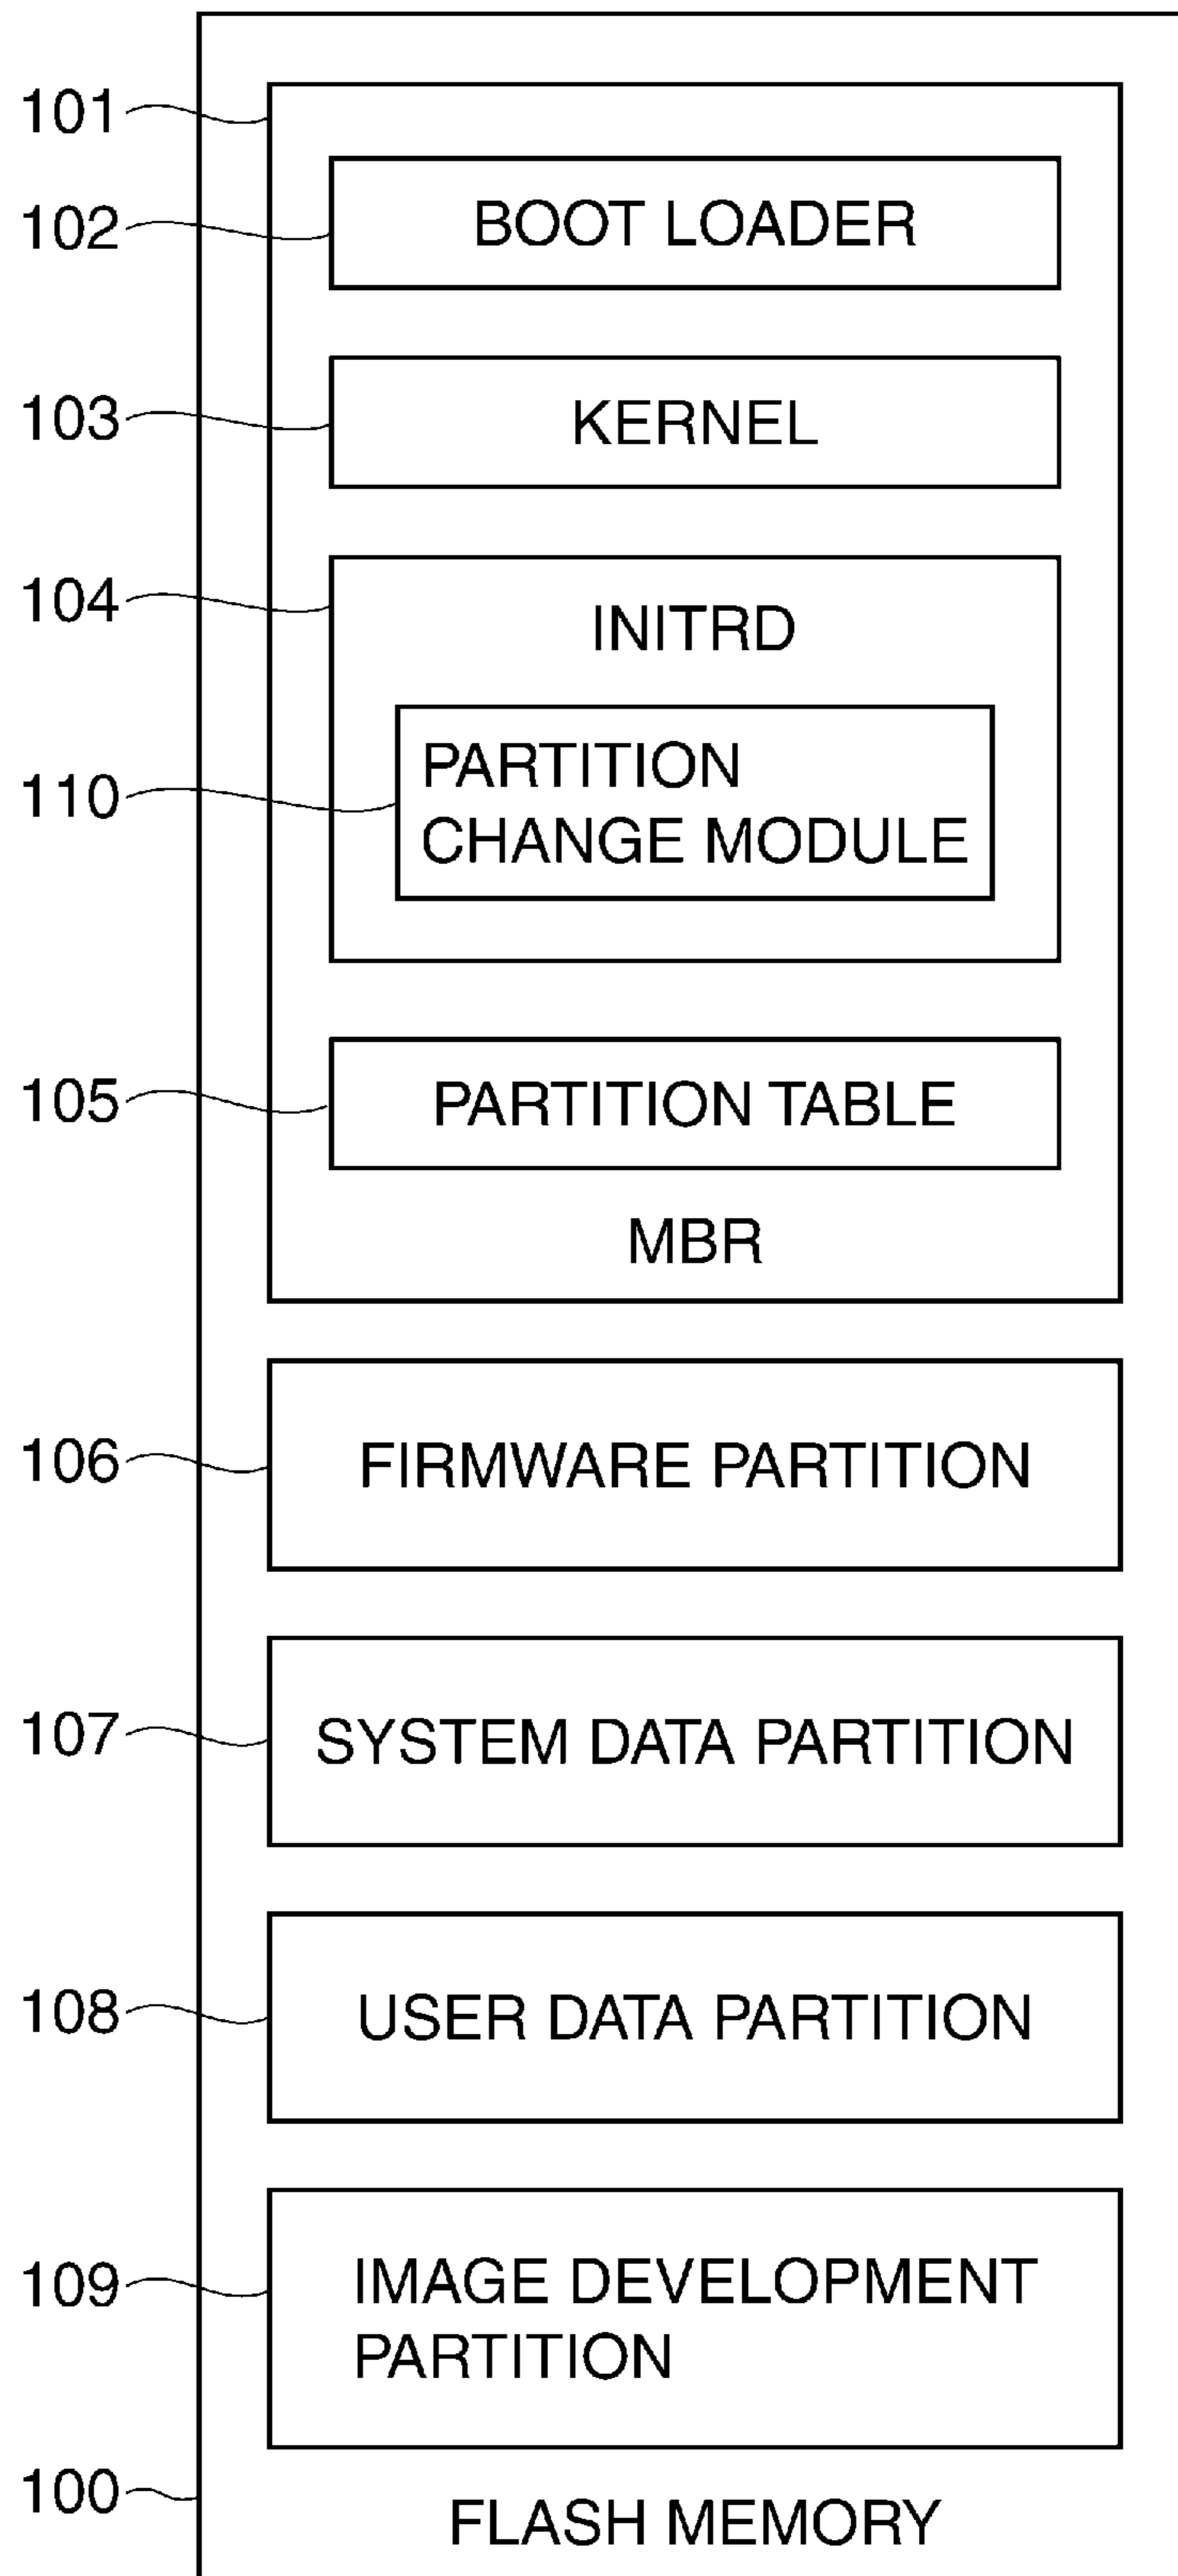 101
102
BOOT LOADER
103
KERNEL
104
INITRD
110
PARTITION
CHANGE MODULE
105
PARTITION TABLE
MBR
106
FIRMWARE PARTITION
107
SYSTEM DATA PARTITION
108
USER DATA PARTITION
109
IMAGE DEVELOPMENT
PARTITION
100
FLASH MEMORY